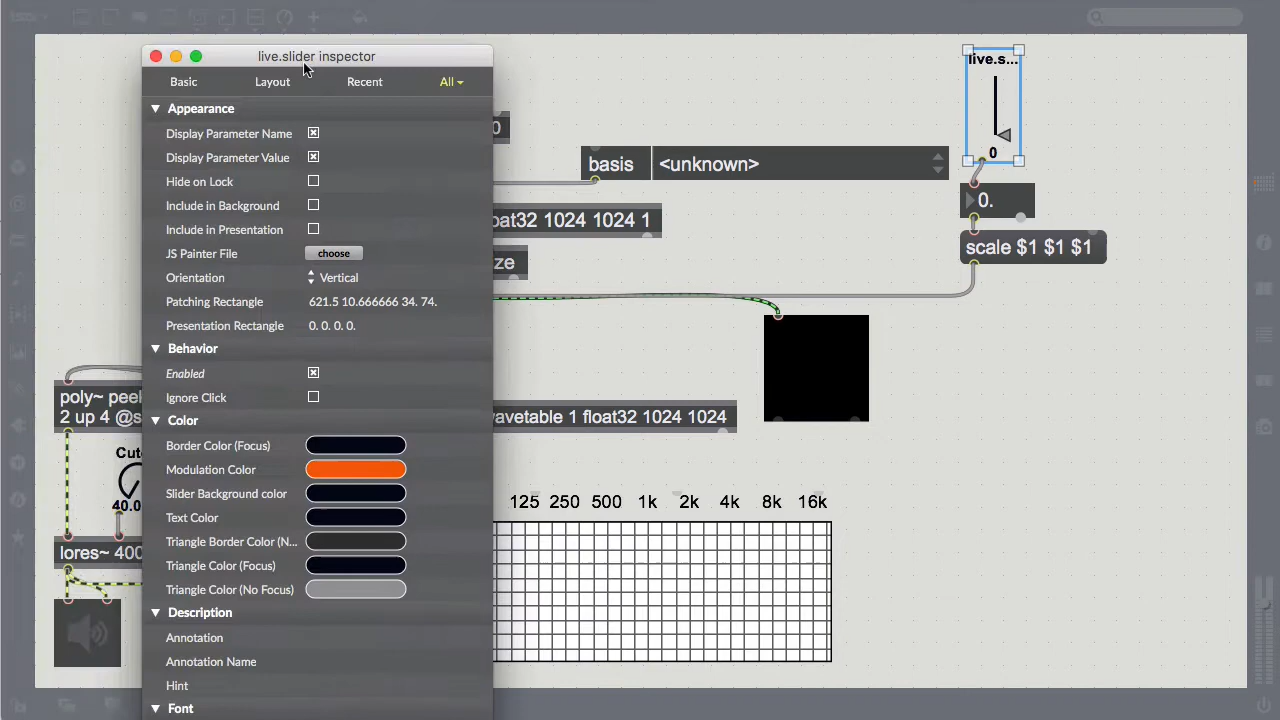 live.slider inspector
Basic
Layout
Recent
All
Appearance
Display Parameter Name
Display Parameter Value
Hide on Lock
Include in Background
Include in Presentation
JS Painter File
choose
Orientation
Vertical
Patching Rectangle
621.5 10.666666 34. 74.
Presentation Rectangle
0. 0. 0. 0.
Behavior
Enabled
Ignore Click
Color
Border Color (Focus)
Modulation Color
Slider Background color
Text Color
Triangle Border Color (N...
Triangle Color (Focus)
Triangle Color (No Focus)
Description
Annotation
Annotation Name
Hint
Font
live.s...
0
0
basis
<unknown>
0.
oat32 1024 1024 1
scale $1 $1 $1
ze
poly~ peek
2 up 4 @s
avetable 1 float32 1024 1024
Cuto
40.0
125 250 500 1k 2k 4k 8k 16k
lores~ 400